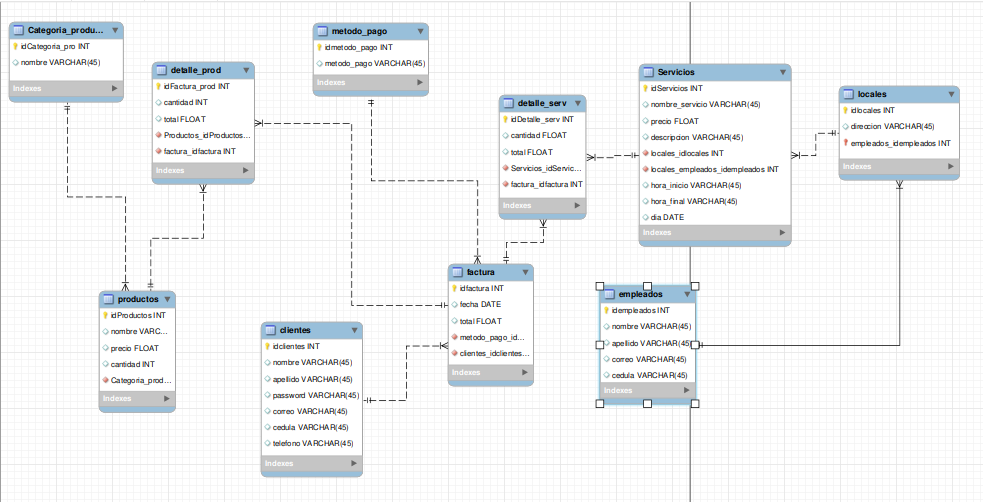 Categoria_produ...
idCategoria_pro INT
nombre VARCHAR(45)
Indexes
detalle_prod
idFactura_prod INT
cantidad INT
total FLOAT
Productos_idProductos...
factura_idfactura INT
Indexes
metodo_pago
idmetodo_pago INT
metodo_pago VARCHAR(45)
Indexes
detalle_serv
idDetalle_serv INT
cantidad FLOAT
total FLOAT
Servicios_idServic...
factura_idfactura INT
Indexes
Servicios
idServicios INT
nombre_servicio VARCHAR(45)
precio FLOAT
descripcion VARCHAR(45)
locales_idlocales INT
locales_empleados_idempleados INT
hora_inicio VARCHAR(45)
hora_final VARCHAR(45)
dia DATE
Indexes
locales
idlocales INT
direccion VARCHAR(45)
empleados_idempleados INT
Indexes
productos
idProductos INT
nombre VARC...
precio FLOAT
cantidad INT
Categoria_prod...
Indexes
clientes
idclientes INT
nombre VARCHAR(45)
apellido VARCHAR(45)
password VARCHAR(45)
correo VARCHAR(45)
cedula VARCHAR(45)
telefono VARCHAR(45)
Indexes
factura
idfactura INT
fecha DATE
total FLOAT
metodo_pago_id...
clientes_idclientes...
Indexes
empleados
idempleados INT
nombre VARCHAR(45)
apellido VARCHAR(45)
correo VARCHAR(45)
cedula VARCHAR(45)
Indexes